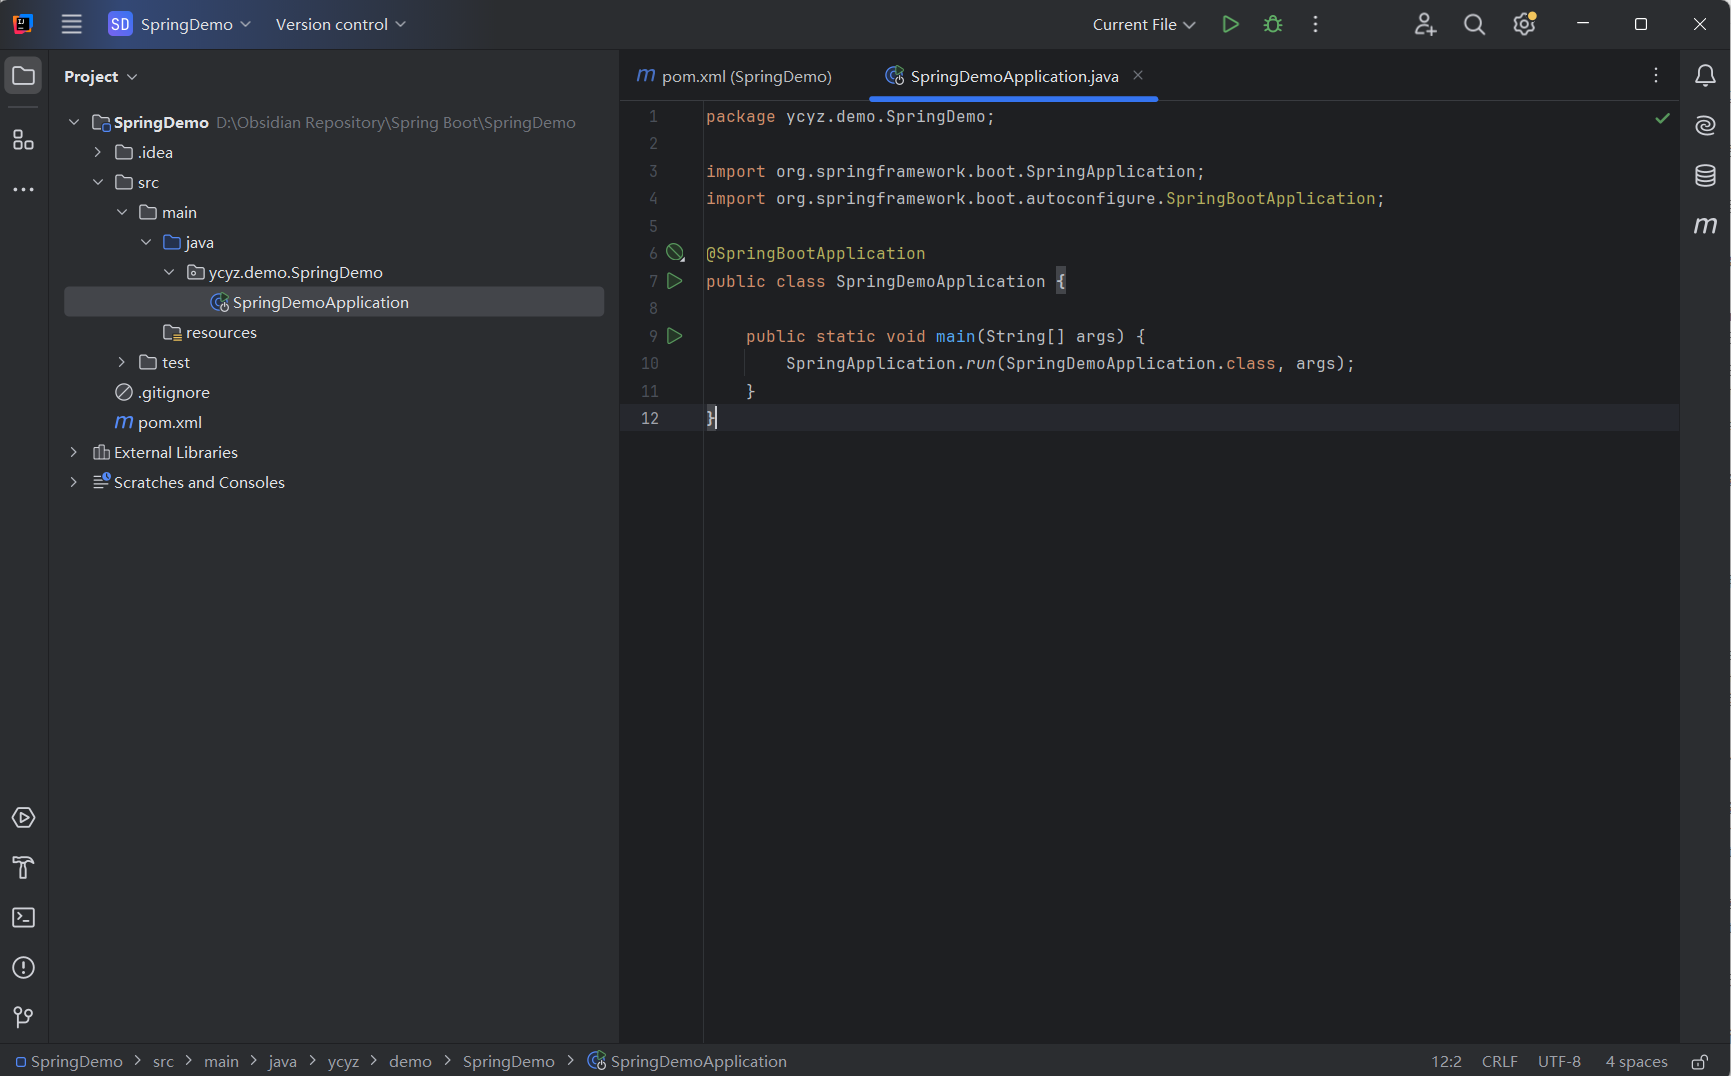 SD SpringDemo Version control Current File
Project
pom.xml (SpringDemo) SpringDemoApplication.java
SpringDemo D:\Obsidian Repository\Spring Boot\SpringDemo
.idea
src
main
java
ycyz.demo.SpringDemo
SpringDemoApplication
resources
test
.gitignore
m pom.xml
External Libraries
Scratches and Consoles
1 package ycyz.demo.SpringDemo;
2
3 import org.springframework.boot.SpringApplication;
4 import org.springframework.boot.autoconfigure.SpringBootApplication;
5
6 @SpringBootApplication
7 public class SpringDemoApplication {
8
9 public static void main(String[] args) {
10 SpringApplication.run(SpringDemoApplication.class, args);
11 }
12 }
m
SpringDemo > src > main > java > ycyz > demo > SpringDemo > SpringDemoApplication
12:2 CRLF UTF-8 4 spaces